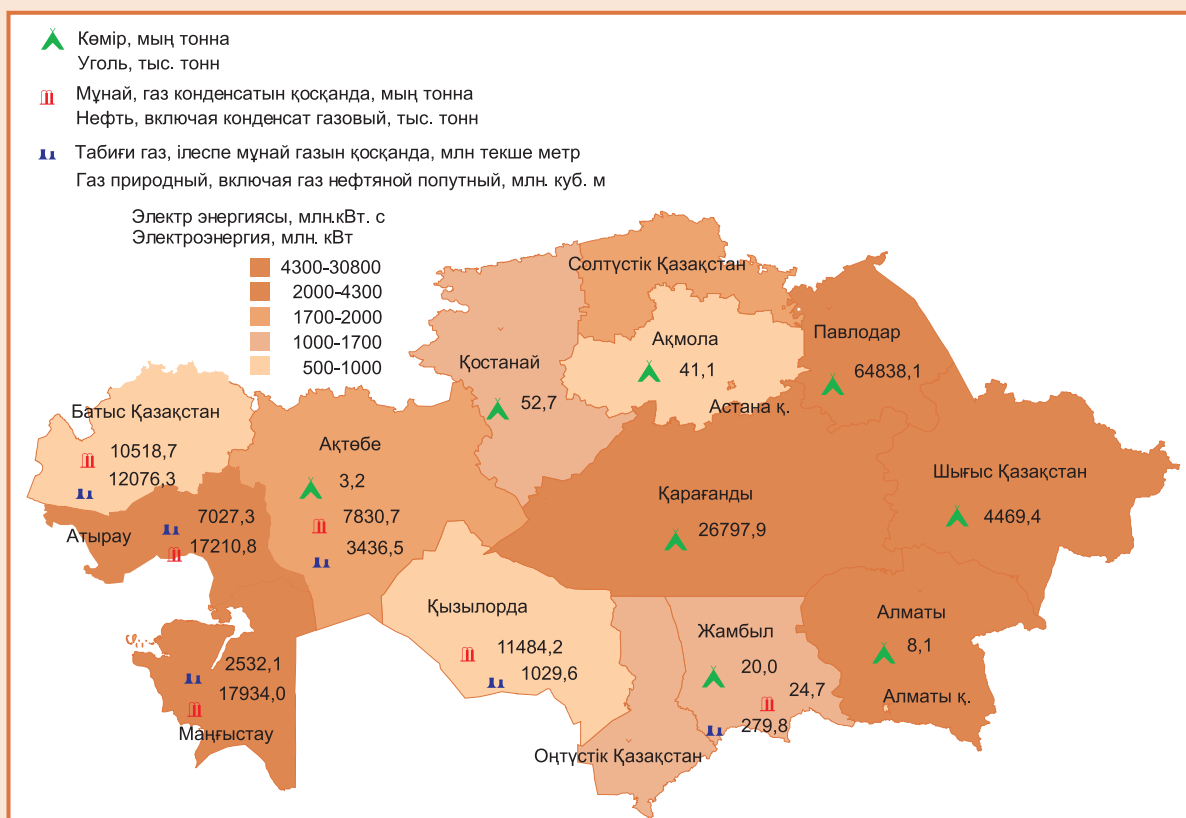 Көмір, мың тонна
Уголь, тыс. тонн
Мұнай, газ конденсатын қосқанда, мың тонна
Нефть, включая конденсат газовый, тыс. тонн
Табиғи газ, ілеспе мұнай газын қосқанда, млн текше метр
Газ природный, включая газ нефтяной попутный, млн. куб. м
Электр энергиясы, млн.кВт. с
Электроэнергия, млн. кВт
4300-30800
2000-4300
1700-2000
1000-1700
500-1000
Солтүстік Қазақстан
Ақмола
41,1
Астана қ.
Павлодар
64838,1
Қостанай
52,7
Батыс Қазақстан
10518,7
12076,3
Ақтөбе
3,2
7830,7
3436,5
Атырау
7027,3
17210,8
Қарағанды
26797,9
Шығыс Қазақстан
4469,4
Қызылорда
11484,2
1029,6
Жамбыл
20,0
24,7
279,8
Алматы
8,1
Алматы қ.
2532,1
17934,0
Маңғыстау
Оңтүстік Қазақстан